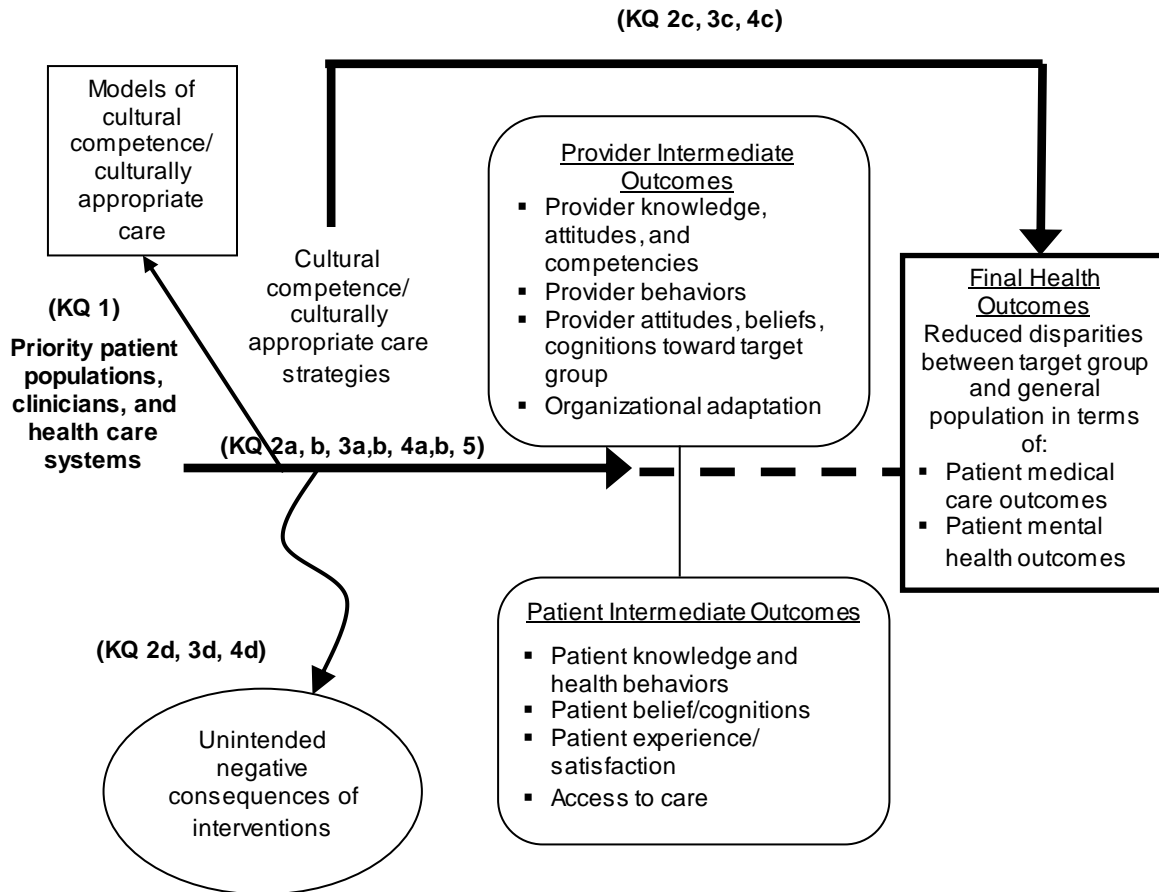 (KQ 2c, 3c, 4c)
Models of
cultural
competence/
culturally
appropriate
care
(KQ 1)
Priority patient
populations,
clinicians, and
health care
systems
Cultural
competence/
culturally
appropriate care
strategies
(KQ 2a, b, 3a,b, 4a,b, 5)
Provider Intermediate
Outcomes
▪ Provider knowledge,
attitudes, and
competencies
▪ Provider behaviors
▪ Provider attitudes, beliefs,
cognitions toward target
group
▪ Organizational adaptation
Final Health
Outcomes
Reduced disparities
between target group
and general
population in terms
of:
▪ Patient medical
care outcomes
▪ Patient mental
health outcomes
(KQ 2d, 3d, 4d)
Unintended
negative
consequences of
interventions
Patient Intermediate Outcomes
▪ Patient knowledge and
health behaviors
▪ Patient belief/cognitions
▪ Patient experience/
satisfaction
▪ Access to care